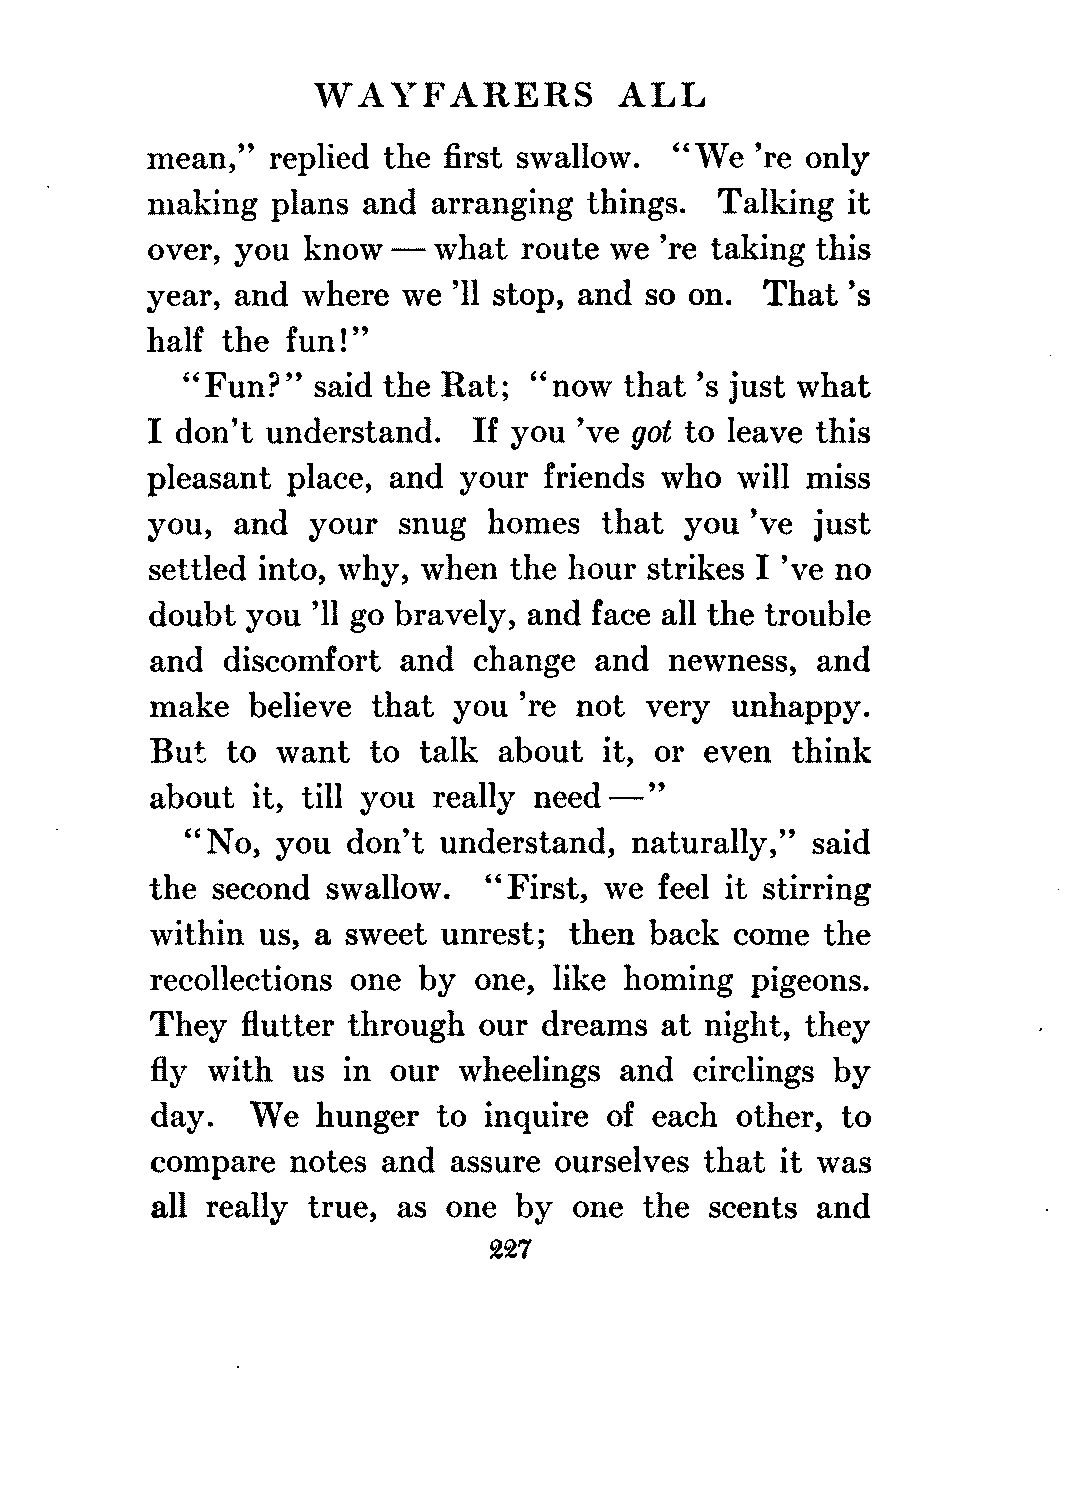 WAYFARERS ALL
mean," replied the first swallow. "We 're only
making plans and arranging things. Talking it
over, you know — what route we 're taking this
year, and where we 'll stop, and so on. That 's
half the fun!"
"Fun?" said the Rat; "now that 's just what
I don't understand. If you 've got to leave this
pleasant place, and your friends who will miss
you, and your snug homes that you 've just
settled into, why, when the hour strikes I 've no
doubt you 'll go bravely, and face all the trouble
and discomfort and change and newness, and
make believe that you 're not very unhappy.
But to want to talk about it, or even think
about it, till you really need —"
"No, you don't understand, naturally," said
the second swallow. "First, we feel it stirring
within us, a sweet unrest; then back come the
recollections one by one, like homing pigeons.
They flutter through our dreams at night, they
fly with us in our wheelings and circlings by
day. We hunger to inquire of each other, to
compare notes and assure ourselves that it was
all really true, as one by one the scents and
227